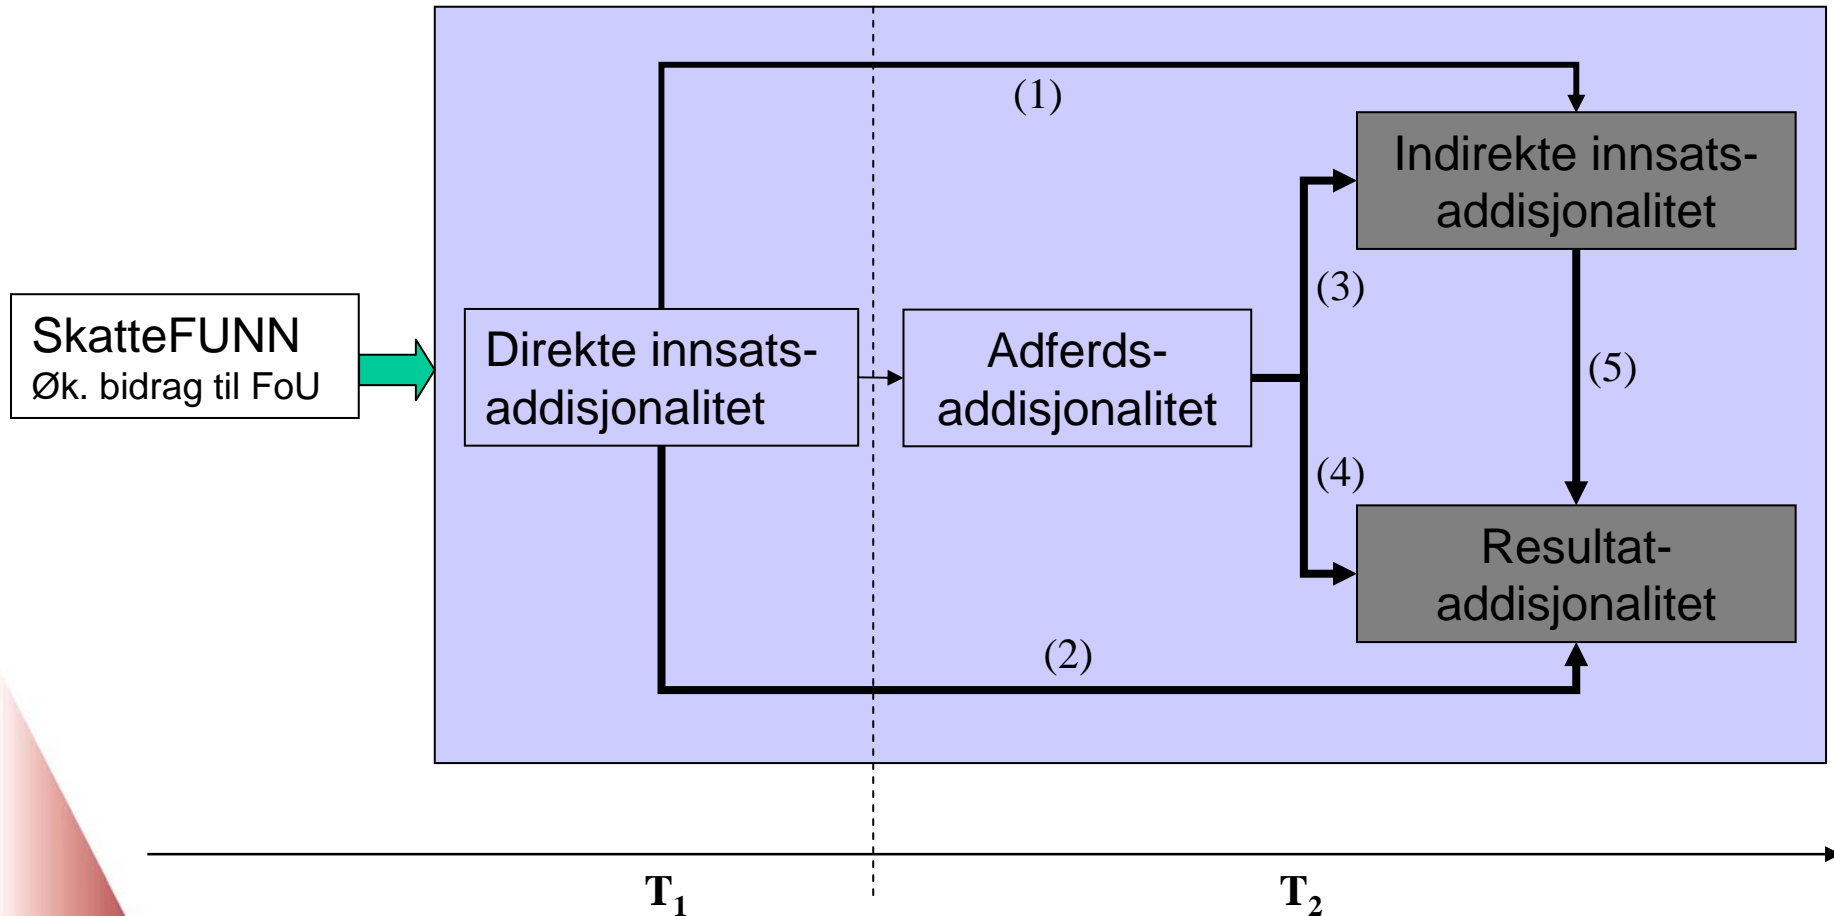 (1)
Indirekte innsats-
addisjonalitet
(3)
SkatteFUNN
Øk. bidrag til FoU
Direkte innsats-
addisjonalitet
Adferds-
addisjonalitet
(5)
(4)
Resultat-
addisjonalitet
(2)
T₁
T₂